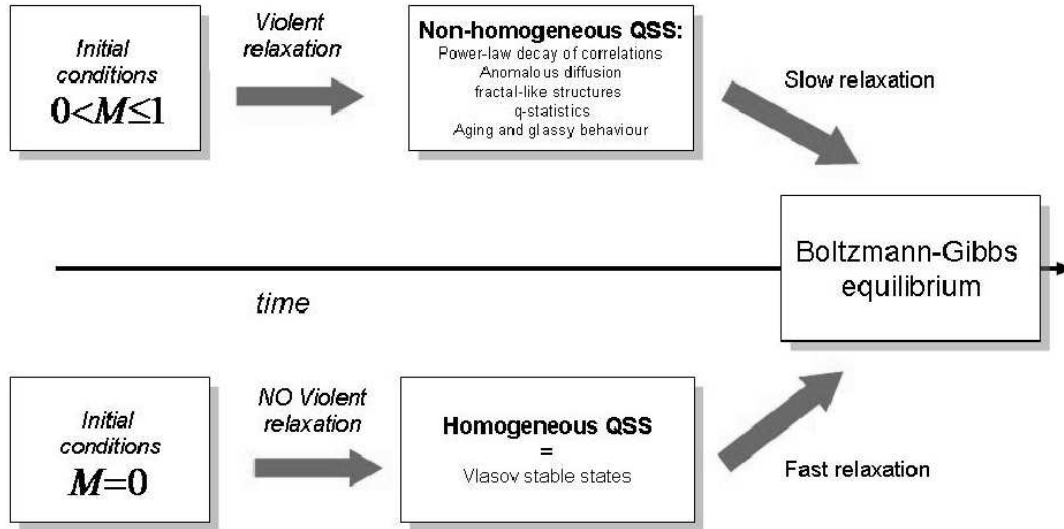 Initial
conditions
0<M≤1
Violent
relaxation
Non-homogeneous QSS:
Power-law decay of correlations
Anomalous diffusion
fractal-like structures
q-statistics
Aging and glassy behaviour
Slow relaxation
Boltzmann-Gibbs
equilibrium
time
Initial
conditions
M=0
NO Violent
relaxation
Homogeneous QSS
=
Vlasov stable states
Fast relaxation